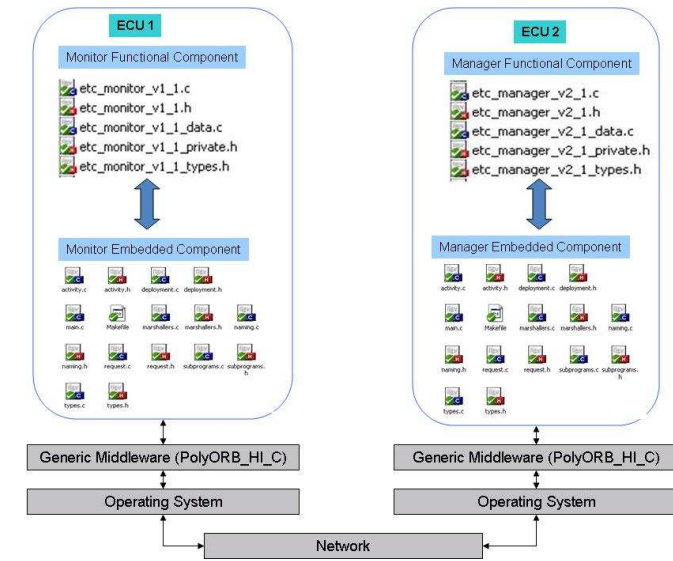 ECU 1
Monitor Functional Component
etc_monitor_v1_1.c
etc_monitor_v1_1.h
etc_monitor_v1_1_data.c
etc_monitor_v1_1_private.h
etc_monitor_v1_1_types.h
Monitor Embedded Component
activity.c activity.h deployment.c deployment.h
main.c Makefile marshallers.c marshallers.h naming.c
naming.h request.c request.h subprograms.c subprograms.h
types.c types.h
Generic Middleware (PolyORB_HI_C)
Operating System
ECU 2
Manager Functional Component
etc_manager_v2_1.c
etc_manager_v2_1.h
etc_manager_v2_1_data.c
etc_manager_v2_1_private.h
etc_manager_v2_1_types.h
Manager Embedded Component
activity.c activity.h deployment.c deployment.h
main.c Makefile marshallers.c marshallers.h naming.c
naming.h request.c request.h subprograms.c subprograms.h
types.c types.h
Generic Middleware (PolyORB_HI_C)
Operating System
Network